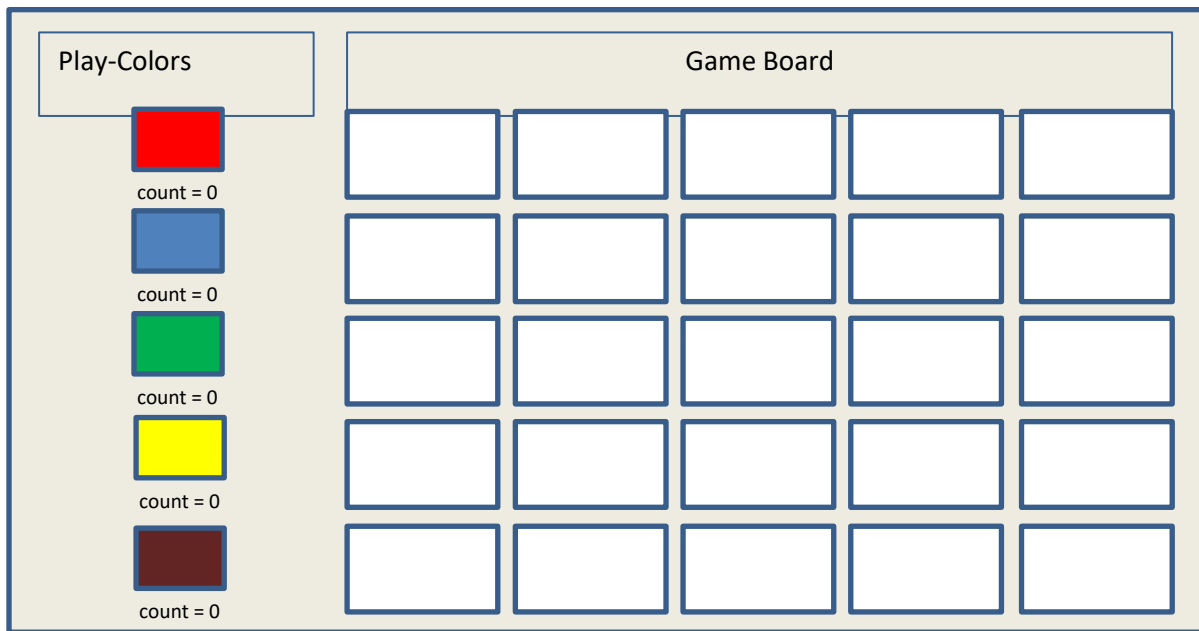 Play-Colors
Game Board
count = 0
count = 0
count = 0
count = 0
count = 0